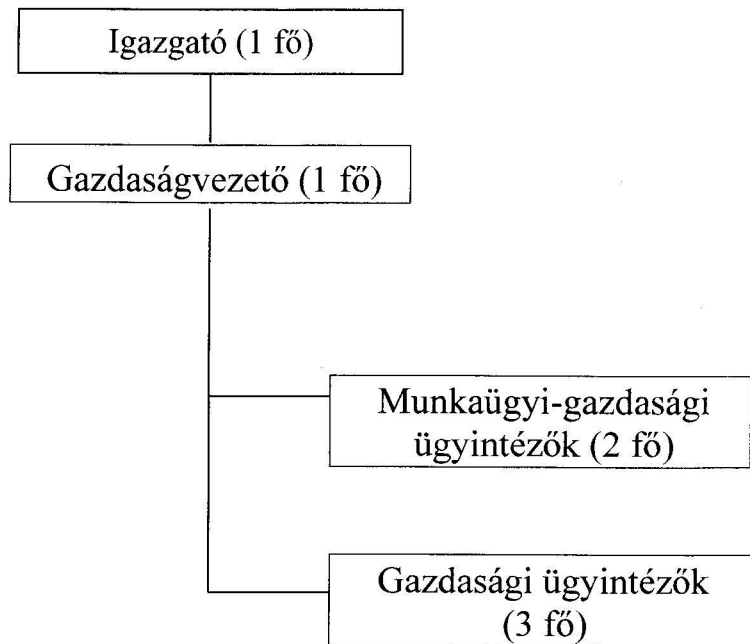 Igazgató (1 fő)
Gazdaságvezető (1 fő)
Munkaügyi-gazdasági
ügyintézők (2 fő)
Gazdasági ügyintézők
(3 fő)